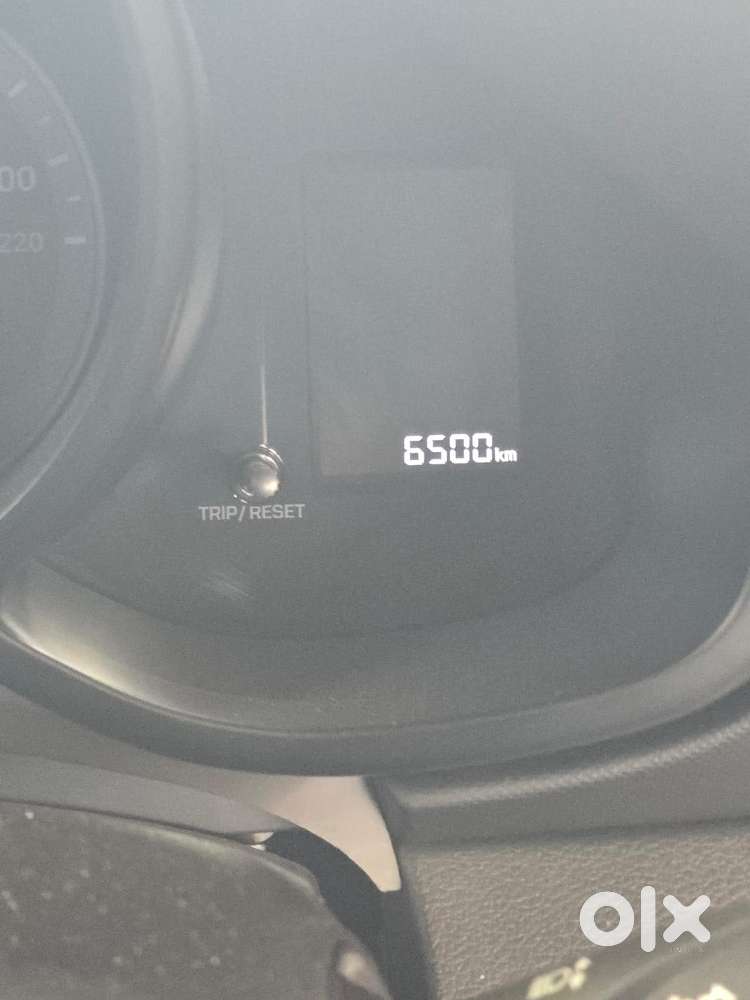 00
220
6500km
TRIP/RESET
olx